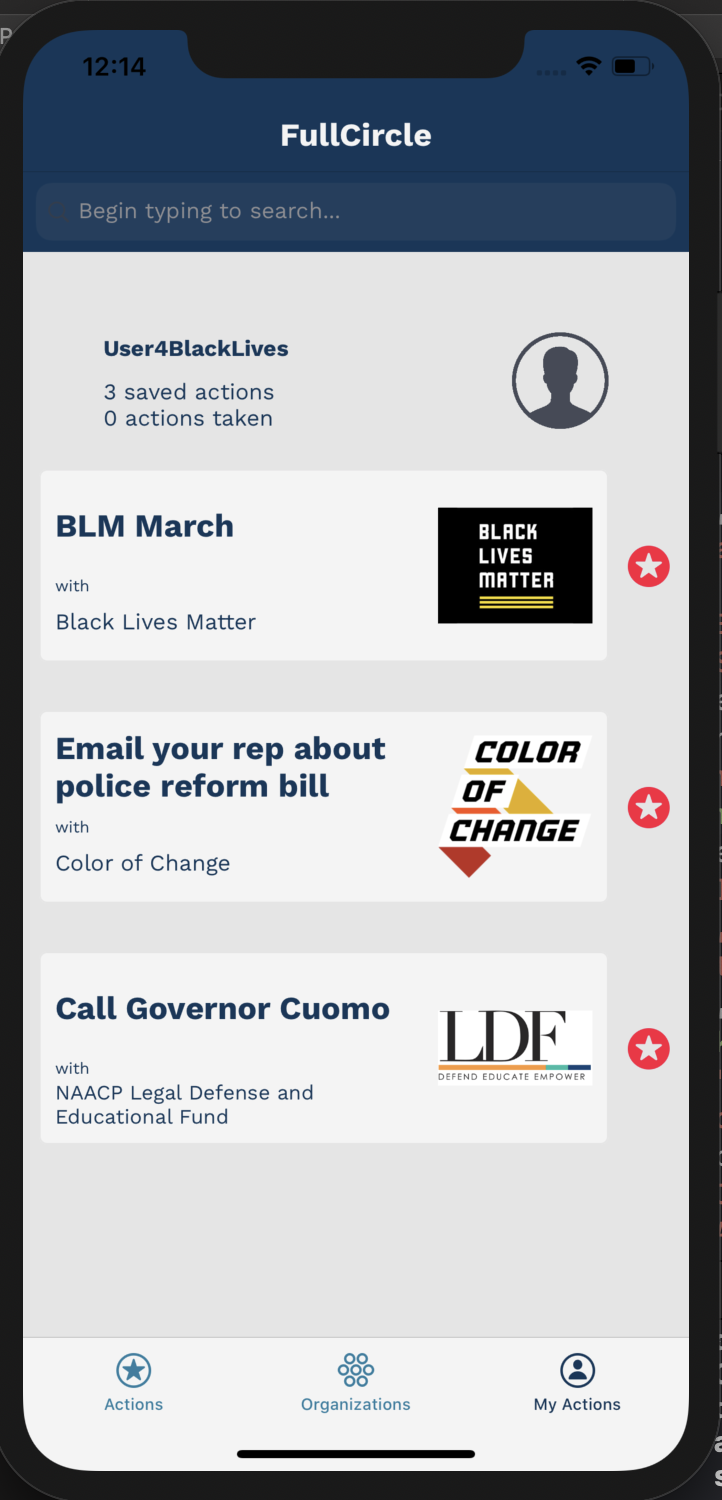 12:14
FullCircle
Begin typing to search...
User4BlackLives
3 saved actions
0 actions taken
BLM March
with
Black Lives Matter
BLACK
LIVES
MATTER
Email your rep about
police reform bill
with
Color of Change
COLOR
OF
CHANGE
Call Governor Cuomo
with
NAACP Legal Defense and
Educational Fund
LDF
DEFEND EDUCATE EMPOWER
Actions
Organizations
My Actions